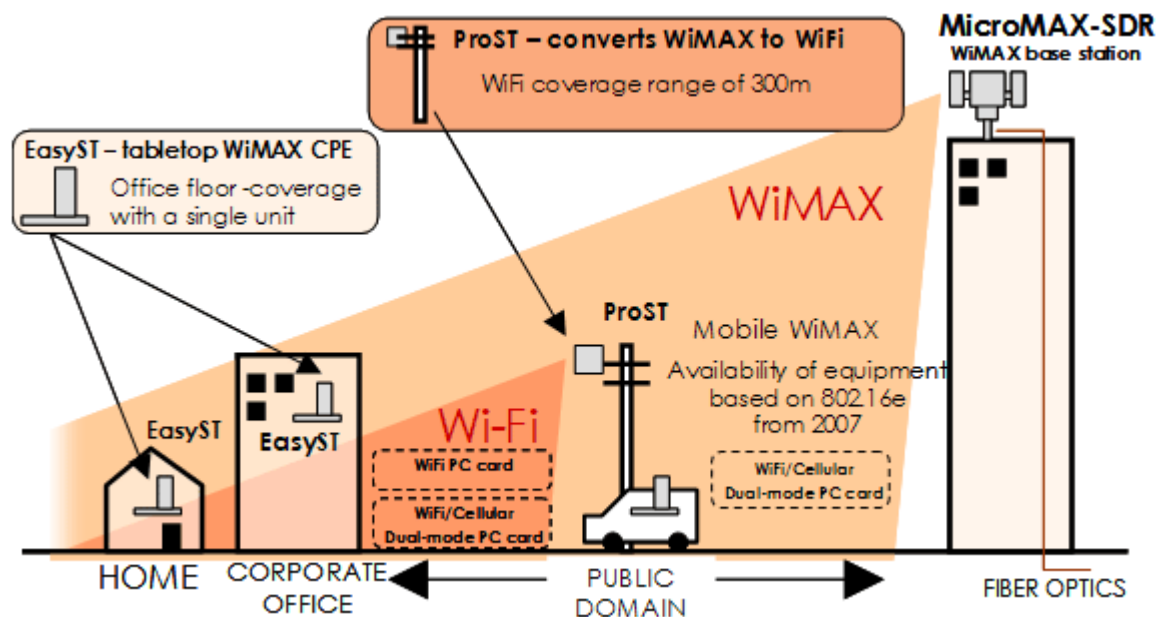 MicroMAX-SDR
WiMAX base station
ProST – converts WiMAX to WiFi
WiFi coverage range of 300m
EasyST – tabletop WiMAX CPE
Office floor -coverage
with a single unit
WiMAX
ProST
Mobile WiMAX
Availability of equipment
based on 802.16e
from 2007
Wi-Fi
EasyST
EasyST
WiFi PC card
WiFi/Cellular
Dual-mode PC card
WiFi/Cellular
Dual-mode PC card
HOME
CORPORATE
OFFICE
PUBLIC
DOMAIN
FIBER OPTICS